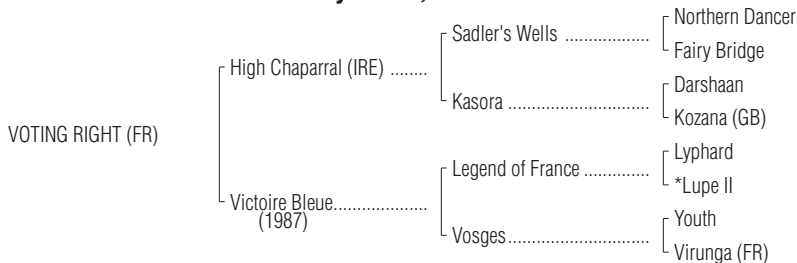 Northern Dancer
Sadler's Wells ..................
Fairy Bridge
High Chaparral (IRE) ........
Darshaan
Kasora ..............................
Kozana (GB)
VOTING RIGHT (FR)
Lyphard
Legend of France ..............
*Lupe II
Victoire Bleue....................
(1987)
Youth
Vosges..............................
Virunga (FR)